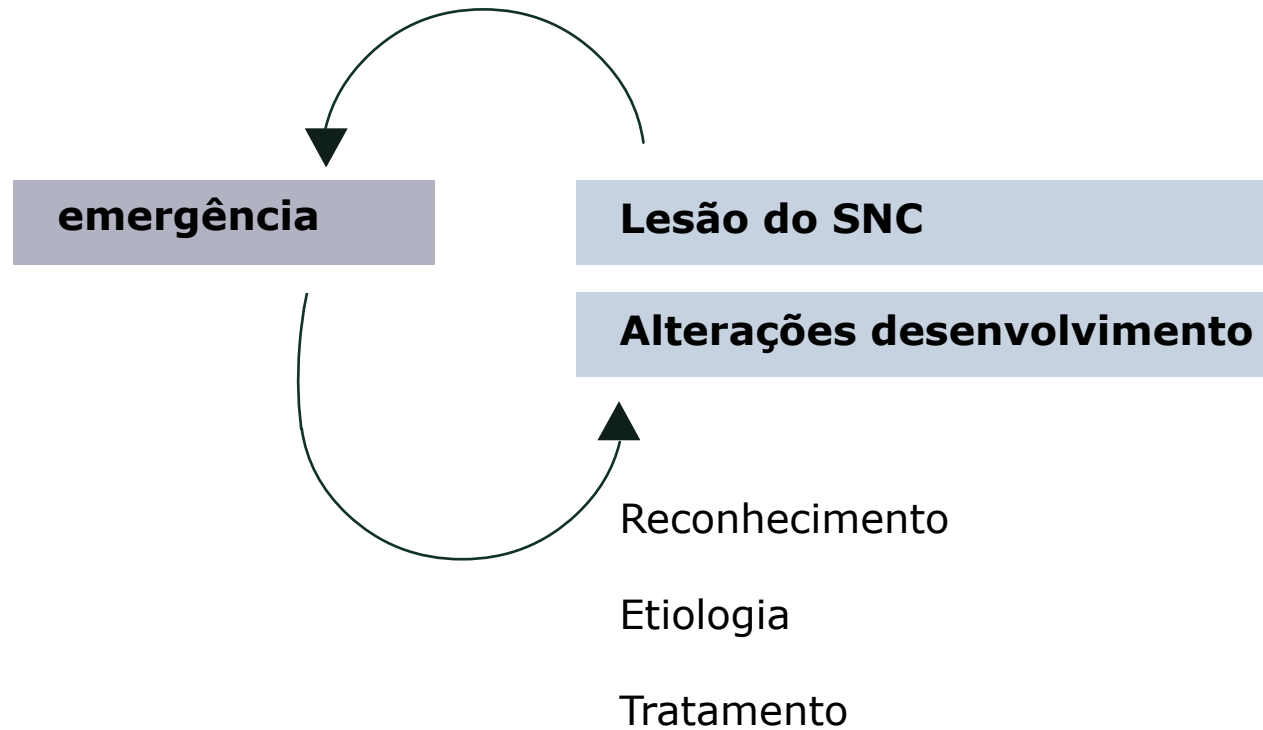 emergência
Lesão do SNC
Alterações desenvolvimento
Reconhecimento
Etiologia
Tratamento